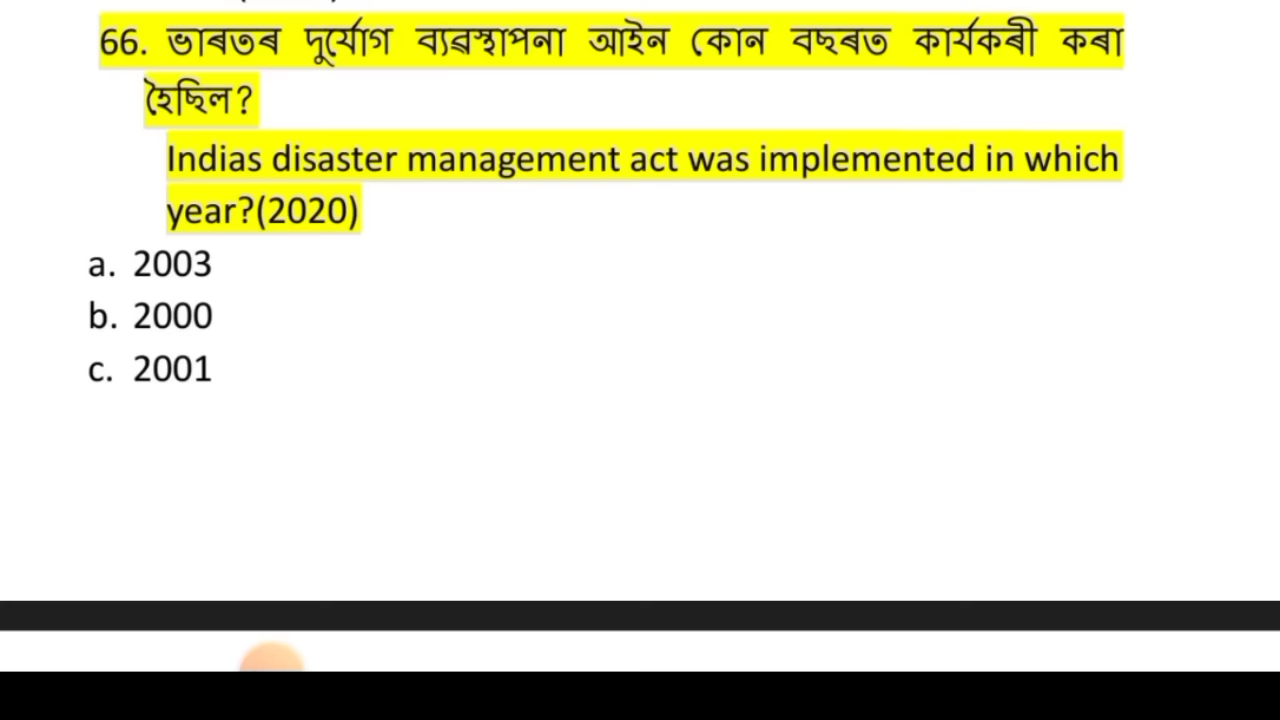 66. ভাৰতৰ দুৰ্যোগ ব্যৱস্থাপনা আইন কোন বছৰত কাৰ্যকৰী কৰা
হৈছিল?
Indias disaster management act was implemented in which
year?(2020)
a. 2003
b. 2000
c. 2001